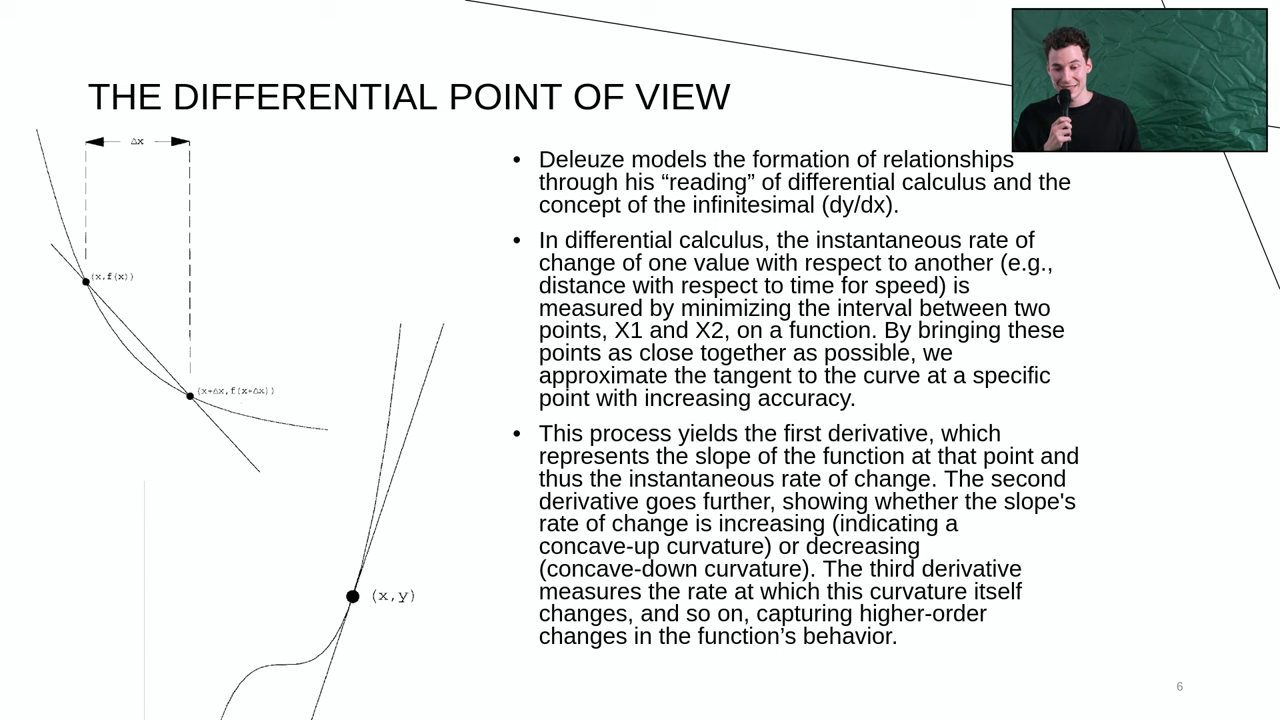 THE DIFFERENTIAL POINT OF VIEW
Δx
(x,f(x))
(x+Δx,f(x+Δx))
(x,y)
• Deleuze models the formation of relationships
through his “reading” of differential calculus and the
concept of the infinitesimal (dy/dx).
• In differential calculus, the instantaneous rate of
change of one value with respect to another (e.g.,
distance with respect to time for speed) is
measured by minimizing the interval between two
points, X1 and X2, on a function. By bringing these
points as close together as possible, we
approximate the tangent to the curve at a specific
point with increasing accuracy.
• This process yields the first derivative, which
represents the slope of the function at that point and
thus the instantaneous rate of change. The second
derivative goes further, showing whether the slope's
rate of change is increasing (indicating a
concave-up curvature) or decreasing
(concave-down curvature). The third derivative
measures the rate at which this curvature itself
changes, and so on, capturing higher-order
changes in the function’s behavior.
6